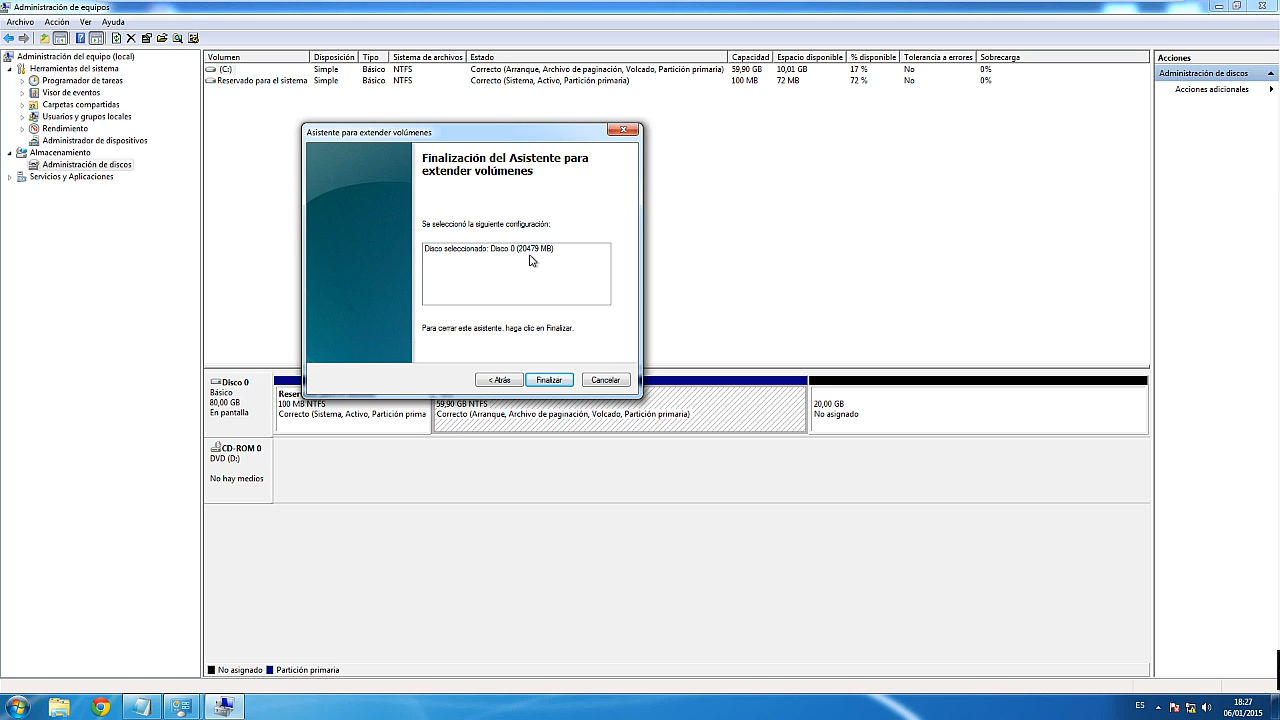 Administración de equipos
Archivo Acción Ver Ayuda
Administración del equipo (local)
Herramientas del sistema
Programador de tareas
Visor de eventos
Carpetas compartidas
Usuarios y grupos locales
Rendimiento
Administrador de dispositivos
Almacenamiento
Administración de discos
Servicios y Aplicaciones
Volumen Disposición Tipo Sistema de archivos Estado Capacidad Espacio disponible % disponible Tolerancia a errores Sobrecarga
(C:) Simple Básico NTFS Correcto (Arranque, Archivo de paginación, Volcado, Partición primaria) 59,90 GB 10,01 GB 17 % No 0%
Reservado para el sistema Simple Básico NTFS Correcto (Sistema, Activo, Partición primaria) 100 MB 72 MB 72 % No 0%
Acciones
Administración de discos
Acciones adicionales
Asistente para extender volúmenes
Finalización del Asistente para
extender volúmenes
Se seleccionó la siguiente configuración:
Disco seleccionado: Disco 0 (20479 MB)
Para cerrar este asistente, haga clic en Finalizar.
< Atrás Finalizar Cancelar
Disco 0
Básico
80,00 GB
En pantalla
Reser
100 MB NTFS
Correcto (Sistema, Activo, Partición prima
59,90 GB NTFS
Correcto (Arranque, Archivo de paginación, Volcado, Partición primaria)
20,00 GB
No asignado
CD-ROM 0
DVD (D:)
No hay medios
No asignado Partición primaria
ES
18:27
06/01/2015